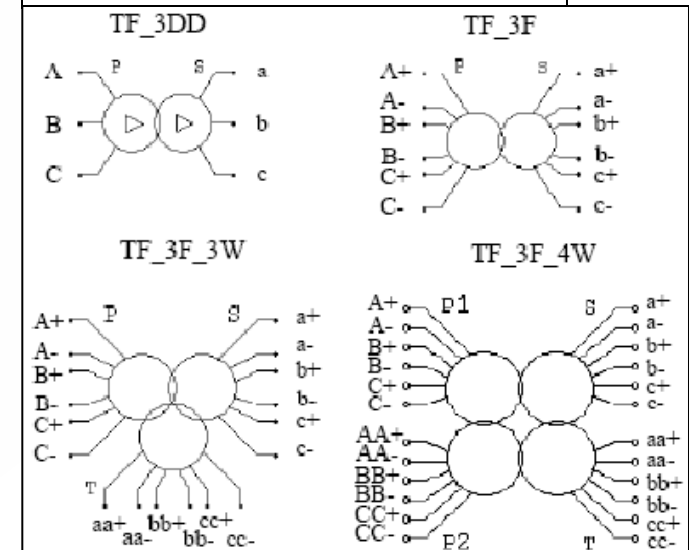 TF_3DD
A P S a
B b
C c
TF_3F
A+ P S a+
A- a-
B+ b+
B- b-
C+ c+
C- c-
TF_3F_3W
A+ P S a+
A- a-
B+ b+
B- b-
C+ c+
C- c-
T
aa+ bb+ cc+
aa- bb- cc-
TF_3F_4W
A+ P1 S a+
A- a-
B+ b+
B- b-
C+ c+
C- c-
AA+ aa+
AA- aa-
BB+ bb+
BB- bb-
CC+ cc+
CC- P2 T cc-